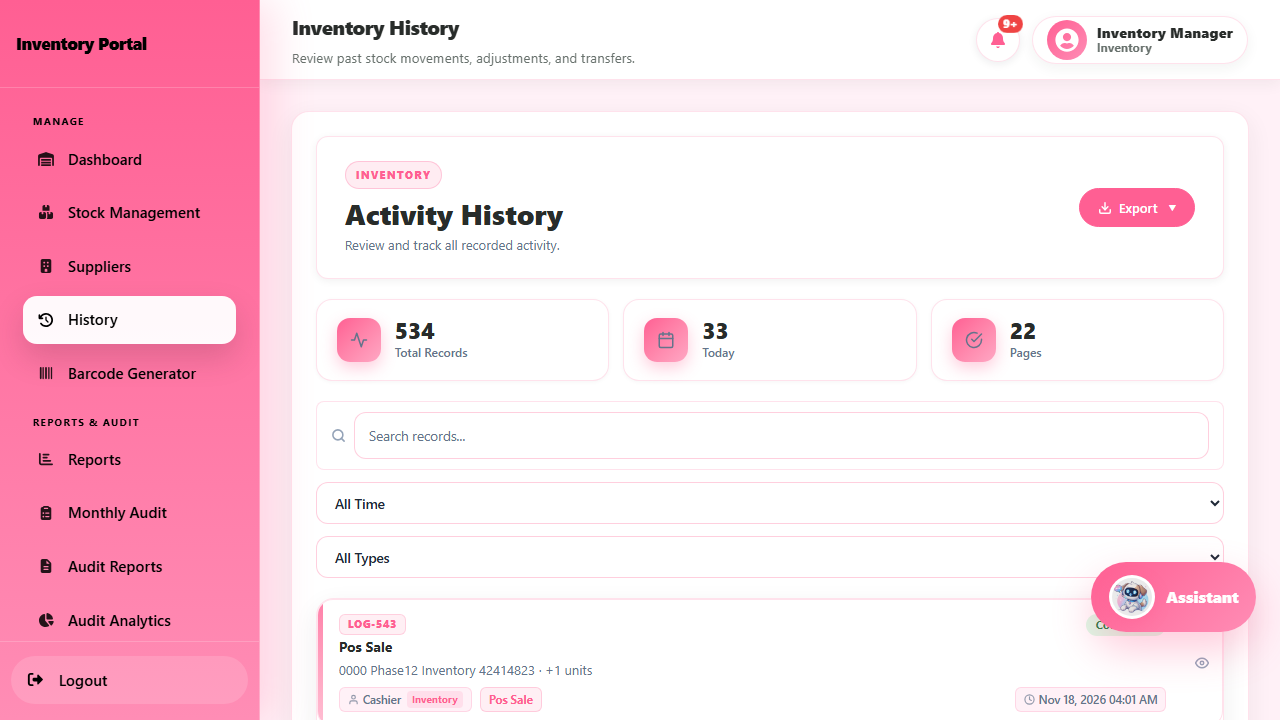 Inventory Portal
MANAGE
Dashboard
Stock Management
Suppliers
History
Barcode Generator
REPORTS & AUDIT
Reports
Monthly Audit
Audit Reports
Audit Analytics
Logout
Inventory History
Review past stock movements, adjustments, and transfers.
9+
Inventory Manager
Inventory
INVENTORY
Activity History
Review and track all recorded activity.
Export ▼
534
Total Records
33
Today
22
Pages
Search records...
All Time
All Types
Assistant
LOG-543
Pos Sale
0000 Phase12 Inventory 42414823 · +1 units
Cashier Inventory Pos Sale
Nov 18, 2026 04:01 AM